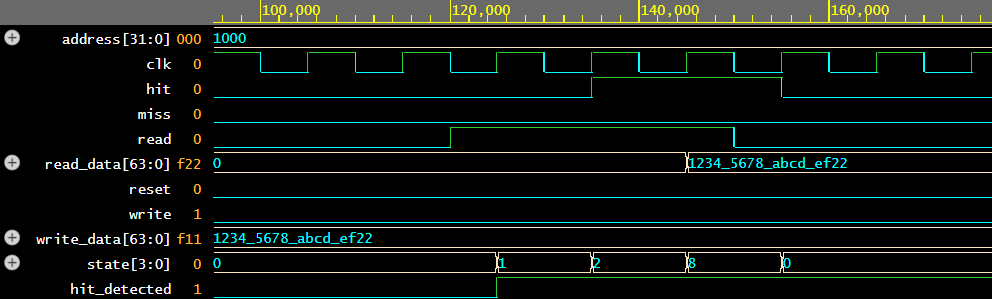 100,000 120,000 140,000 160,000
address[31:0] 000 1000
clk 0
hit 0
miss 0
read 0
read_data[63:0] f22 0 1234_5678_abcd_ef22
reset 0
write 1
write_data[63:0] f11 1234_5678_abcd_ef22
state[3:0] 0 0 1 2 8 0
hit_detected 1